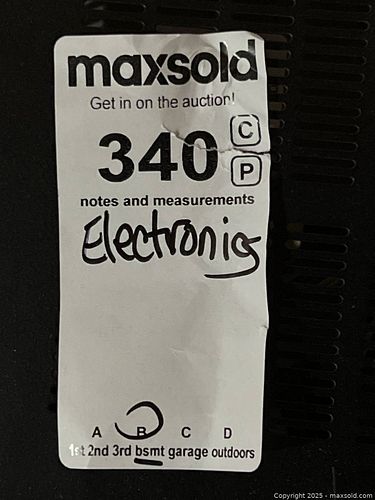 maxsold
Get in on the auction!
340
C
P
notes and measurements
Electronics
A B C D
1st 2nd 3rd bsmt garage outdoors
Copyright 2025 - maxsold.com